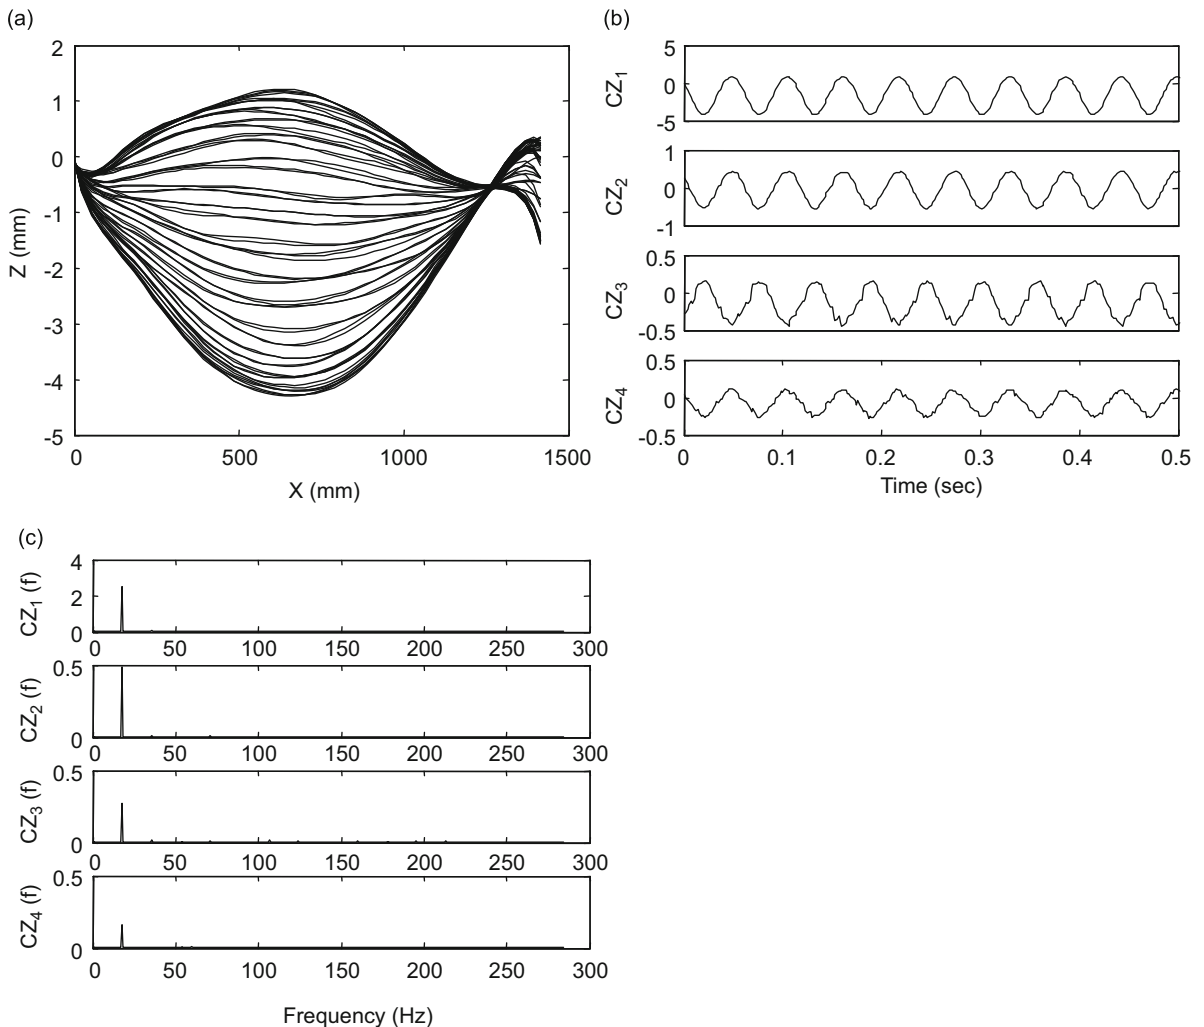 (a)
2
1
0
-1
-2
-3
-4
-5
Z (mm)
0 500 1000 1500
X (mm)
(b)
5
0
-5
CZ1
1
0
-1
CZ2
0.5
0
-0.5
CZ3
0.5
0
-0.5
CZ4
0 0.1 0.2 0.3 0.4 0.5
Time (sec)
(c)
4
2
0
CZ1 (f)
0 50 100 150 200 250 300
0.5
0
CZ2 (f)
0 50 100 150 200 250 300
0.5
0
CZ3 (f)
0 50 100 150 200 250 300
0.5
0
CZ4 (f)
0 50 100 150 200 250 300
Frequency (Hz)